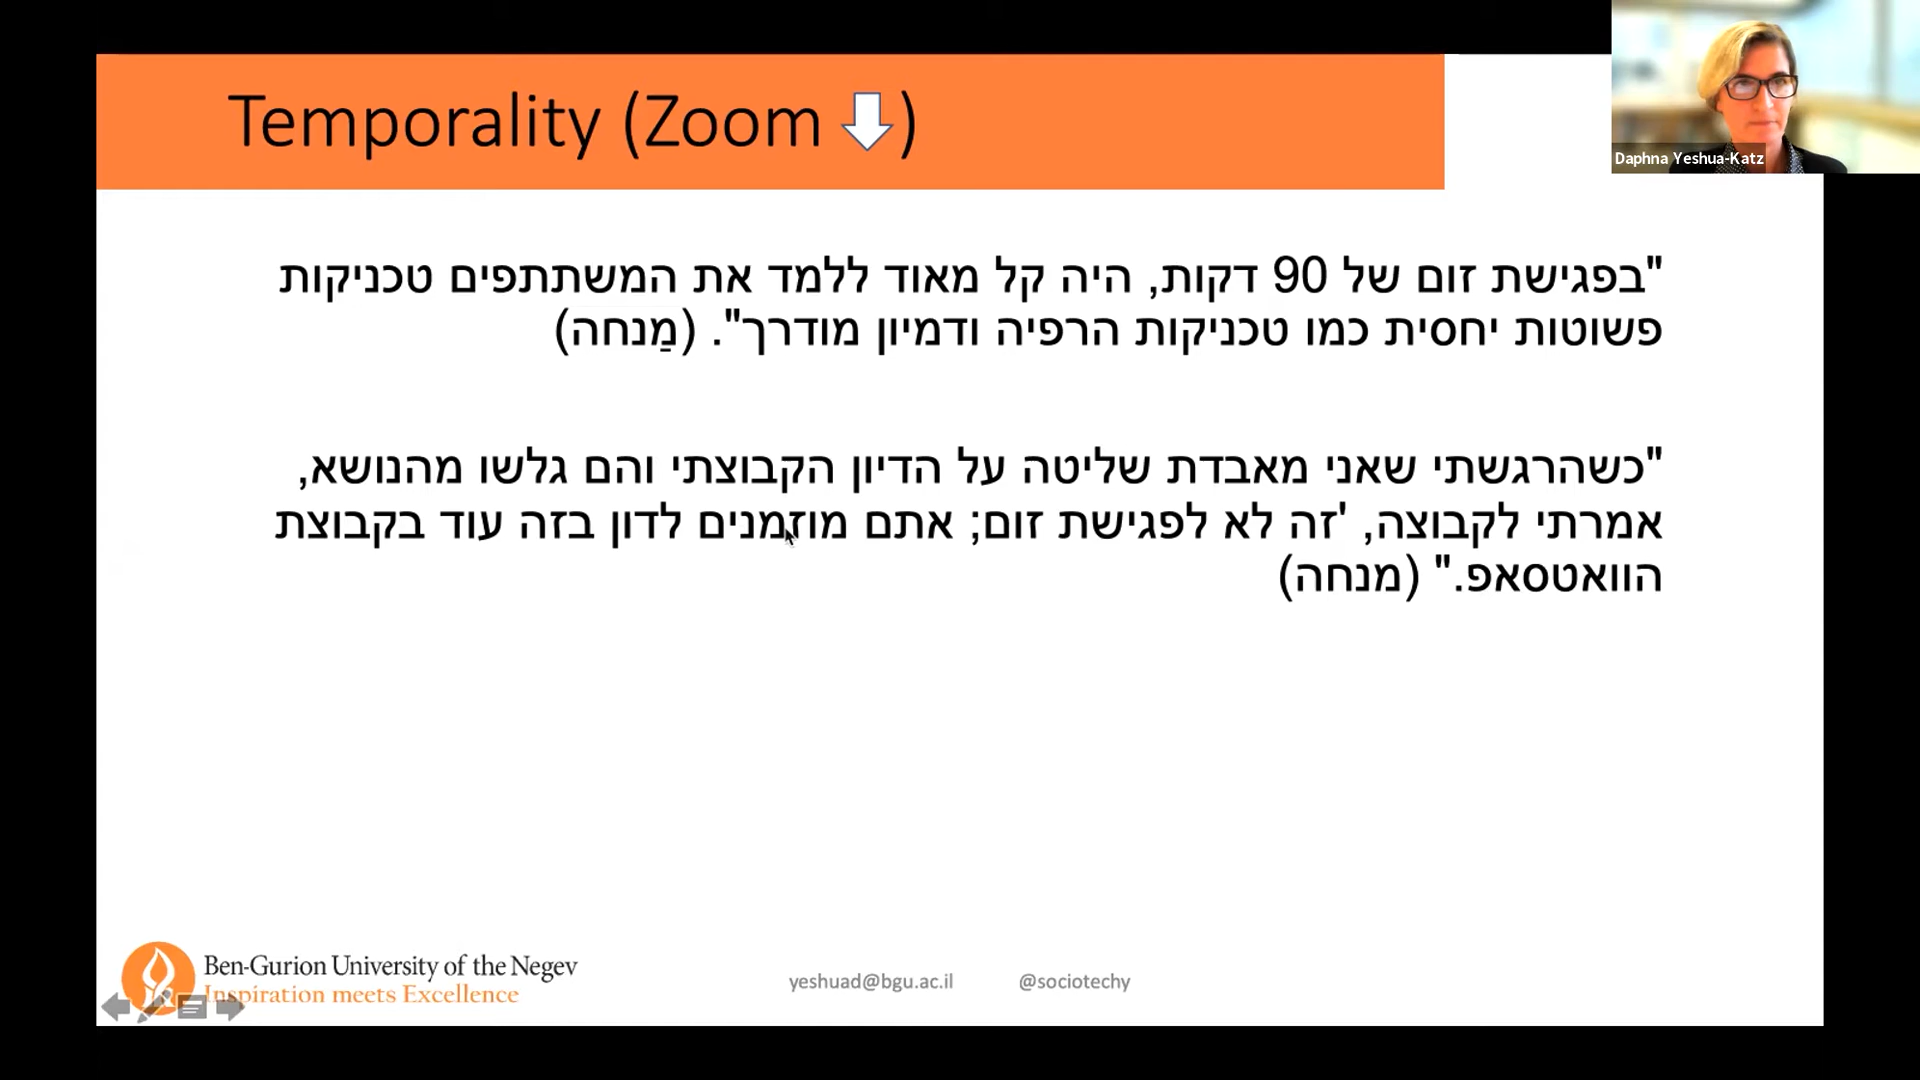 Temporality (Zoom ⬇)
Daphna Yeshua-Katz
"בפגישת זום של 90 דקות, היה קל מאוד ללמד את המשתתפים טכניקות
פשוטות יחסית כמו טכניקות הרפיה ודמיון מודרך". (מַנחה)
"כשהרגשתי שאני מאבדת שליטה על הדיון הקבוצתי והם גלשו מהנושא,
אמרתי לקבוצה, 'זה לא לפגישת זום; אתם מוזמנים לדון בזה עוד בקבוצת
הוואטסאפ." (מנחה)
Ben-Gurion University of the Negev
Inspiration meets Excellence
yeshuad@bgu.ac.il @sociotechy